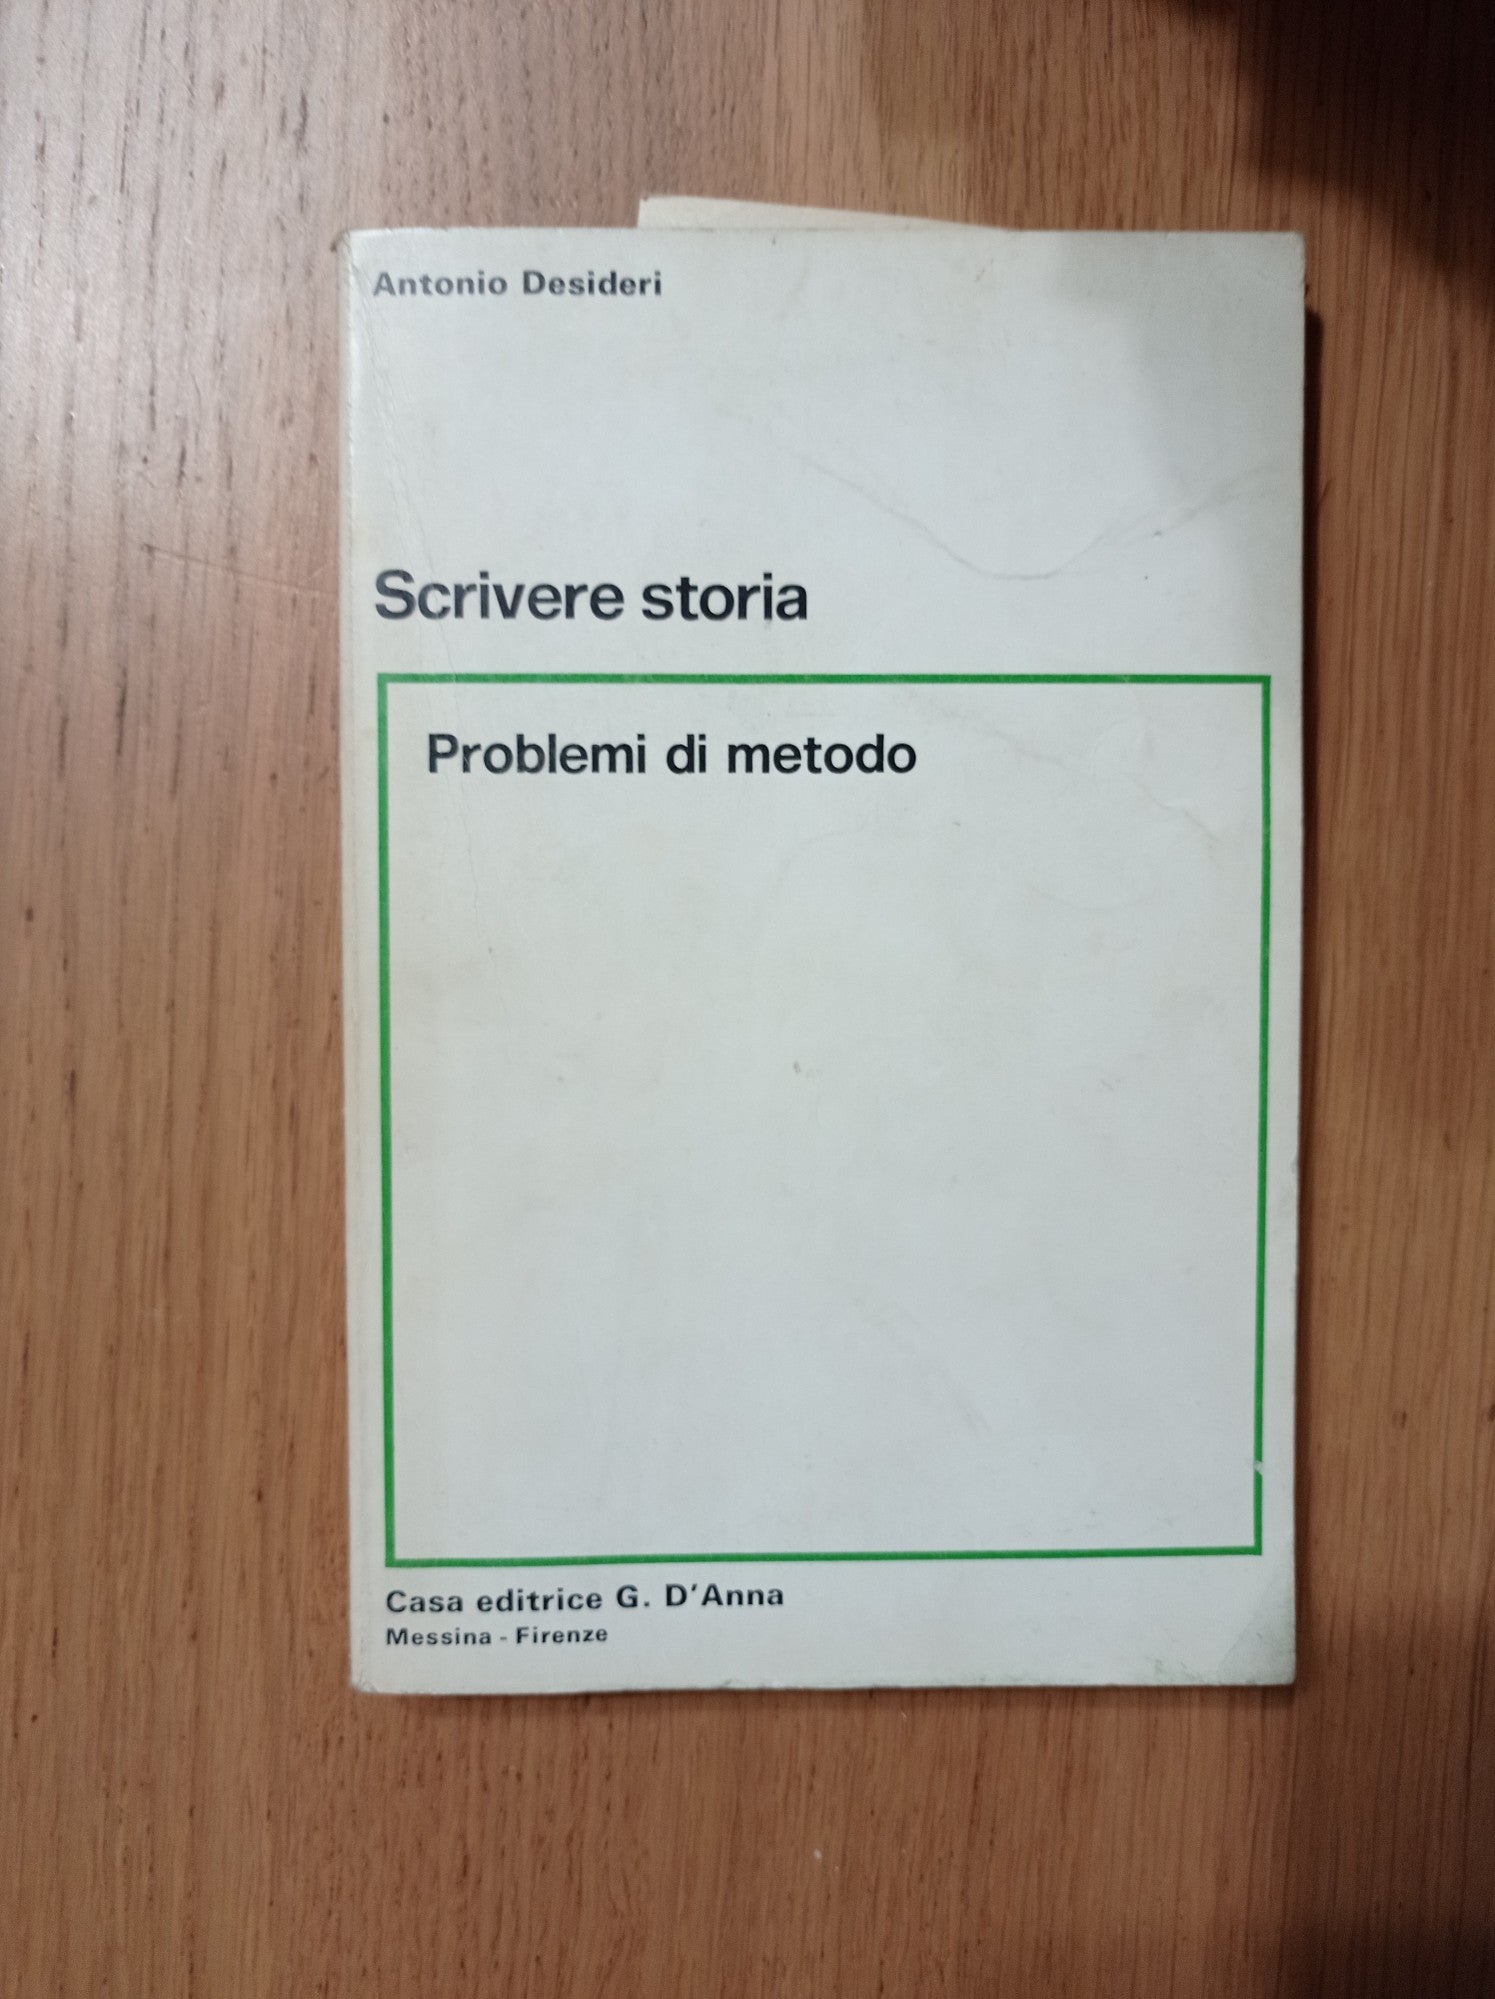 Antonio Desideri
Scrivere storia
Problemi di metodo
Casa editrice G. D'Anna
Messina - Firenze